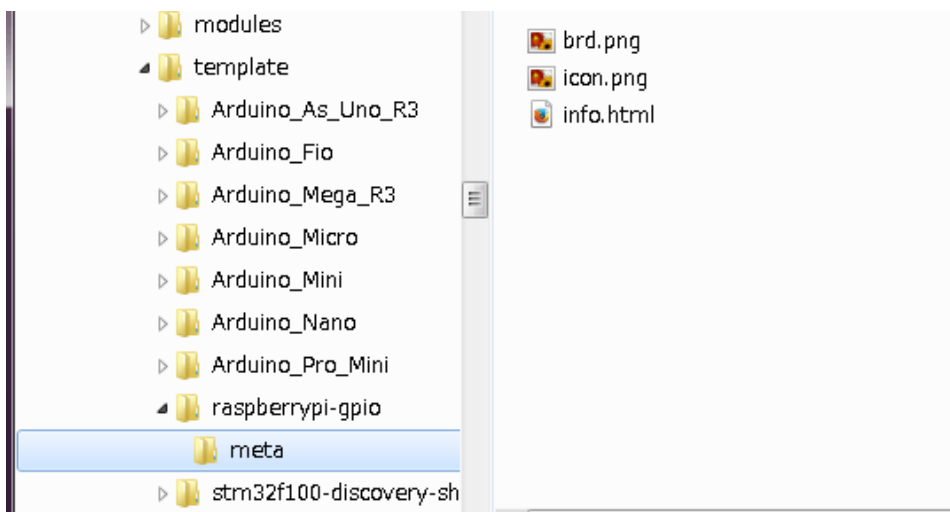 modules
template
Arduino_As_Uno_R3
Arduino_Fio
Arduino_Mega_R3
Arduino_Micro
Arduino_Mini
Arduino_Nano
Arduino_Pro_Mini
raspberrypi-gpio
meta
stm32f100-discovery-sh
brd.png
icon.png
info.html